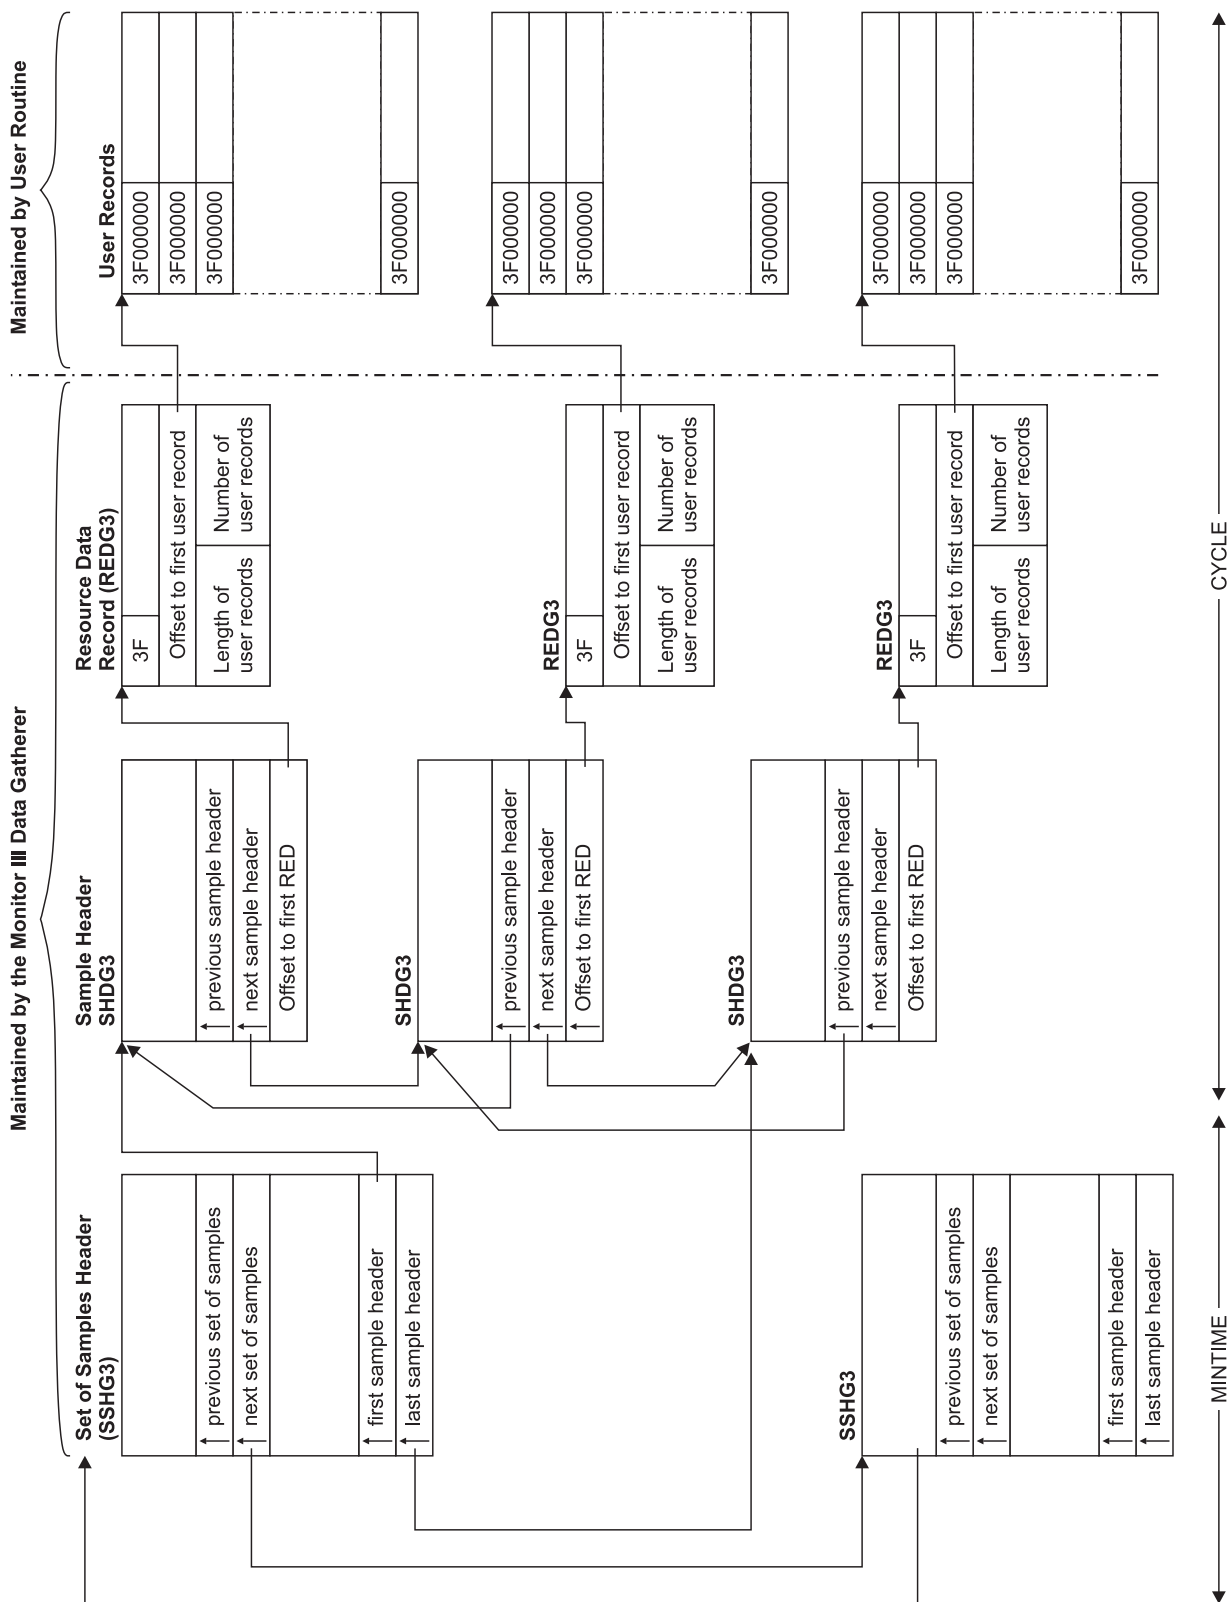 Maintained by the Monitor III Data Gatherer
Maintained by User Routine
Set of Samples Header
(SSHG3)
previous set of samples
next set of samples
first sample header
last sample header
SSHG3
previous set of samples
next set of samples
first sample header
last sample header
Sample Header
SHDG3
previous sample header
next sample header
Offset to first RED
SHDG3
previous sample header
next sample header
Offset to first RED
SHDG3
previous sample header
next sample header
Offset to first RED
Resource Data
Record (REDG3)
3F
Offset to first user record
Length of
user records
Number of
user records
REDG3
3F
Offset to first user record
Length of
user records
Number of
user records
REDG3
3F
Offset to first user record
Length of
user records
Number of
user records
User Records
3F000000
3F000000
3F000000
3F000000
3F000000
3F000000
3F000000
3F000000
3F000000
3F000000
3F000000
3F000000
MINTIME
CYCLE